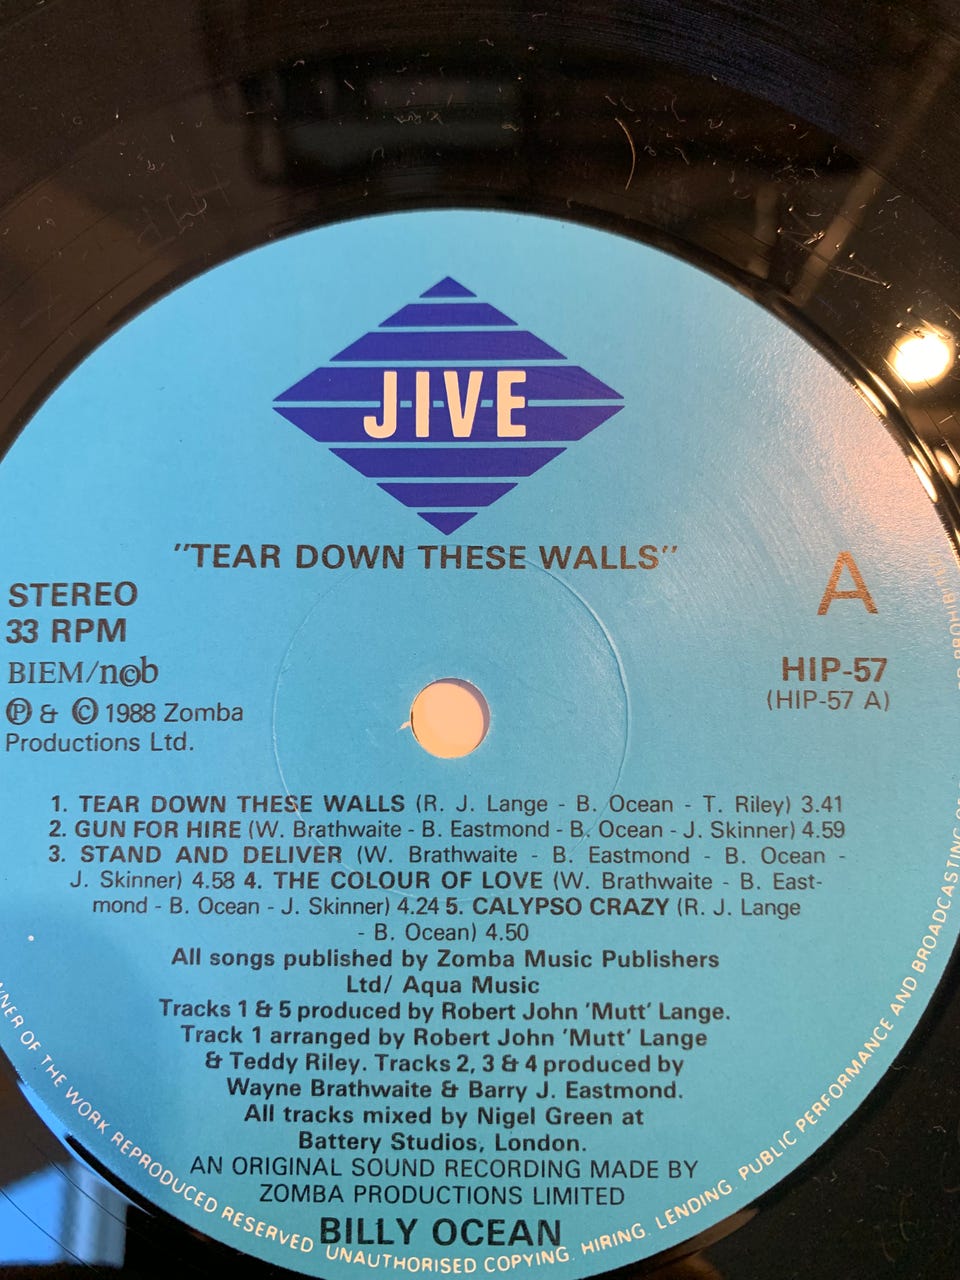 JIVE
"TEAR DOWN THESE WALLS"
STEREO
33 RPM
BIEM/n©b
℗ & © 1988 Zomba
Productions Ltd.
A
HIP-57
(HIP-57 A)
1. TEAR DOWN THESE WALLS (R. J. Lange - B. Ocean - T. Riley) 3.41
2. GUN FOR HIRE (W. Brathwaite - B. Eastmond - B. Ocean - J. Skinner) 4.59
3. STAND AND DELIVER (W. Brathwaite - B. Eastmond - B. Ocean -
J. Skinner) 4.58 4. THE COLOUR OF LOVE (W. Brathwaite - B. East-
mond - B. Ocean - J. Skinner) 4.24 5. CALYPSO CRAZY (R. J. Lange
- B. Ocean) 4.50
All songs published by Zomba Music Publishers
Ltd/ Aqua Music
Tracks 1 & 5 produced by Robert John 'Mutt' Lange.
Track 1 arranged by Robert John 'Mutt' Lange
& Teddy Riley. Tracks 2, 3 & 4 produced by
Wayne Brathwaite & Barry J. Eastmond.
All tracks mixed by Nigel Green at
Battery Studios, London.
AN ORIGINAL SOUND RECORDING MADE BY
ZOMBA PRODUCTIONS LIMITED
BILLY OCEAN
OF THE WORK REPRODUCED RESERVED UNAUTHORISED COPYING. HIRING. LENDING. PUBLIC PERFORMANCE AND BROADCASTING OF